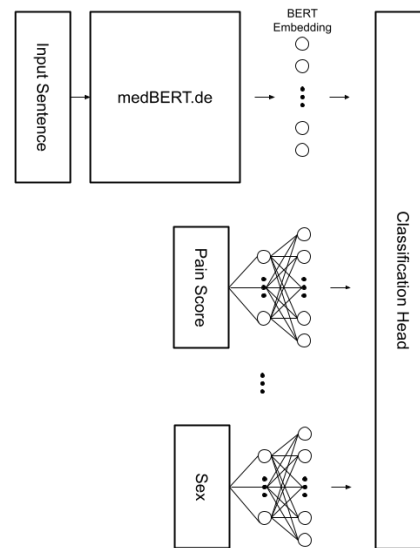 BERT
Embedding
Input Sentence
medBERT.de
Classification Head
Pain Score
Sex